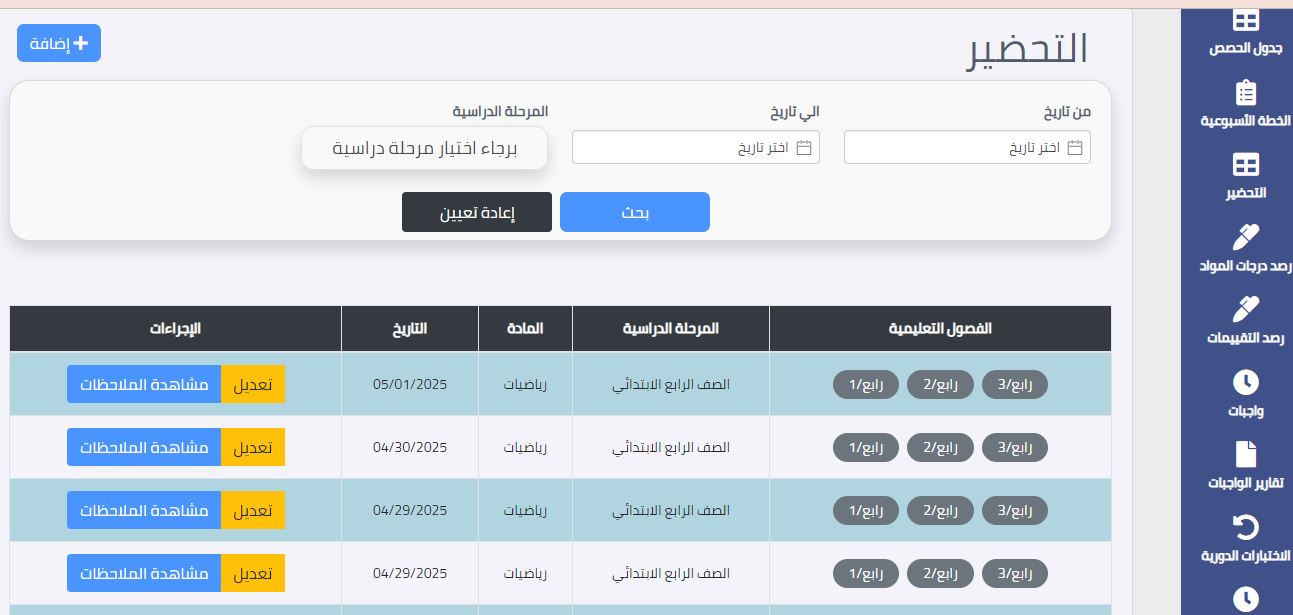 جدول الحصص
الخطة الأسبوعية
التحضير
رصد درجات المواد
رصد التقييمات
واجبات
تقارير الواجبات
الاختبارات الدورية
التحضير
إضافة
من تاريخ
الي تاريخ
المرحلة الدراسية
اختر تاريخ
اختر تاريخ
برجاء اختيار مرحلة دراسية
بحث
إعادة تعيين
الفصول التعليمية المرحلة الدراسية المادة التاريخ الإجراءات
رابع/3 رابع/2 رابع/1 الصف الرابع الابتدائي رياضيات 05/01/2025 تعديل مشاهدة الملاحظات
رابع/3 رابع/2 رابع/1 الصف الرابع الابتدائي رياضيات 04/30/2025 تعديل مشاهدة الملاحظات
رابع/3 رابع/2 رابع/1 الصف الرابع الابتدائي رياضيات 04/29/2025 تعديل مشاهدة الملاحظات
رابع/3 رابع/2 رابع/1 الصف الرابع الابتدائي رياضيات 04/29/2025 تعديل مشاهدة الملاحظات